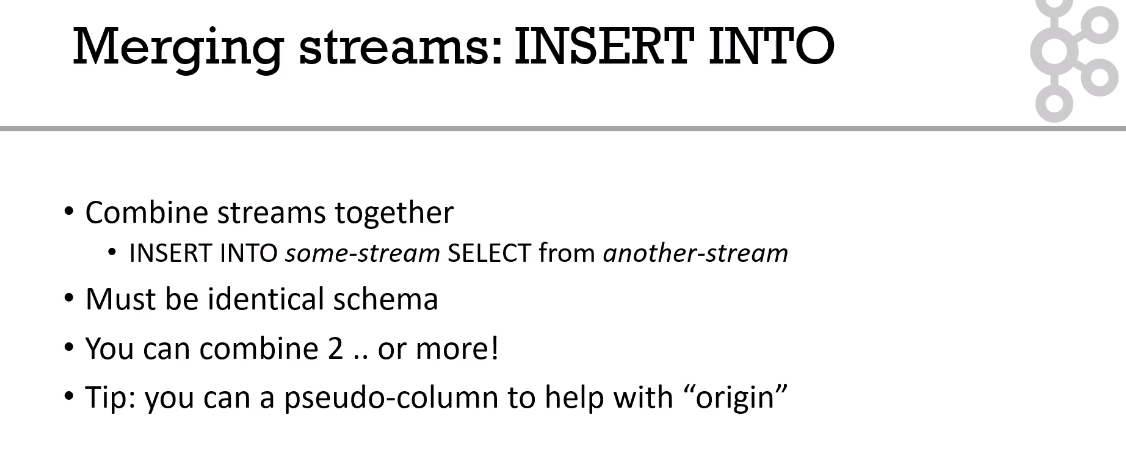 Merging streams: INSERT INTO
• Combine streams together
• INSERT INTO some-stream SELECT from another-stream
• Must be identical schema
• You can combine 2 .. or more!
• Tip: you can a pseudo-column to help with “origin”